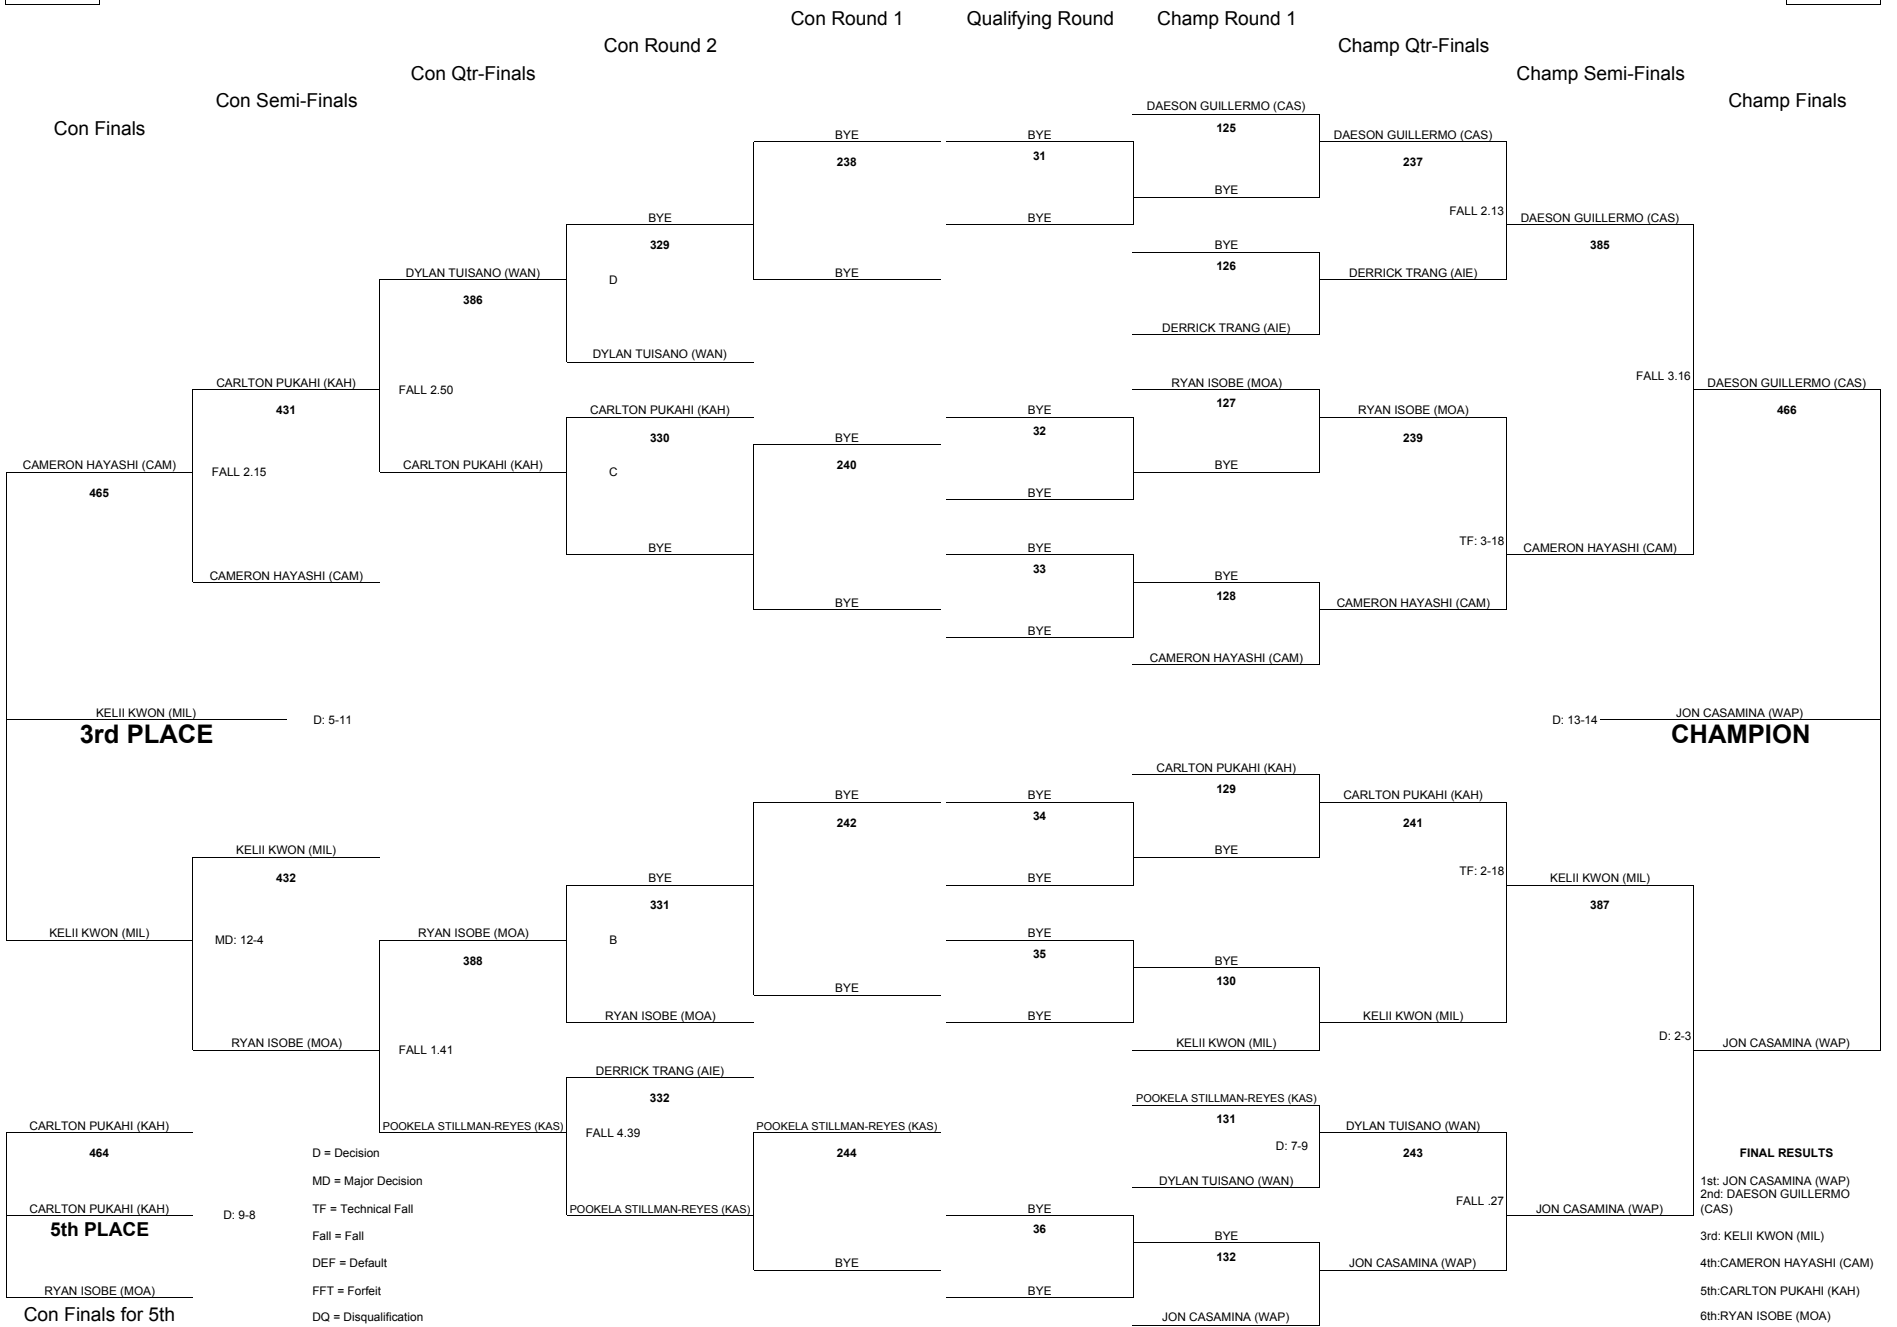 Con Round 1
Qualifying Round
Champ Round 1
Con Round 2
Champ Qtr-Finals
Con Qtr-Finals
Champ Semi-Finals
Con Semi-Finals
Champ Finals
Con Finals
DAESON GUILLERMO (CAS)
125
BYE
BYE
DAESON GUILLERMO (CAS)
238
31
237
BYE
BYE
BYE
FALL 2.13
DAESON GUILLERMO (CAS)
329
BYE
385
DYLAN TUISANO (WAN)
D
BYE
126
DERRICK TRANG (AIE)
386
DERRICK TRANG (AIE)
DYLAN TUISANO (WAN)
CARLTON PUKAHI (KAH)
FALL 2.50
RYAN ISOBE (MOA)
FALL 3.16
DAESON GUILLERMO (CAS)
431
CARLTON PUKAHI (KAH)
BYE
127
RYAN ISOBE (MOA)
466
330
BYE
32
239
CAMERON HAYASHI (CAM)
FALL 2.15
CARLTON PUKAHI (KAH)
C
240
BYE
465
BYE
BYE
BYE
TF: 3-18
CAMERON HAYASHI (CAM)
33
CAMERON HAYASHI (CAM)
BYE
128
BYE
CAMERON HAYASHI (CAM)
BYE
CAMERON HAYASHI (CAM)
KELII KWON (MIL)
D: 5-11
D: 13-14
JON CASAMINA (WAP)
3rd PLACE
CHAMPION
CARLTON PUKAHI (KAH)
129
BYE
BYE
CARLTON PUKAHI (KAH)
242
34
241
KELII KWON (MIL)
BYE
432
BYE
BYE
TF: 2-18
KELII KWON (MIL)
331
387
KELII KWON (MIL)
MD: 12-4
RYAN ISOBE (MOA)
B
BYE
388
35
BYE
130
BYE
RYAN ISOBE (MOA)
BYE
KELII KWON (MIL)
RYAN ISOBE (MOA)
FALL 1.41
KELII KWON (MIL)
D: 2-3
JON CASAMINA (WAP)
DERRICK TRANG (AIE)
332
POOKELA STILLMAN-REYES (KAS)
CARLTON PUKAHI (KAH)
POOKELA STILLMAN-REYES (KAS)
FALL 4.39
POOKELA STILLMAN-REYES (KAS)
131
DYLAN TUISANO (WAN)
464
D = Decision
244
D: 7-9
243
FINAL RESULTS
MD = Major Decision
DYLAN TUISANO (WAN)
1st: JON CASAMINA (WAP)
2nd: DAESON GUILLERMO
(CAS)
CARLTON PUKAHI (KAH)
D: 9-8
TF = Technical Fall
POOKELA STILLMAN-REYES (KAS)
BYE
FALL .27
JON CASAMINA (WAP)
5th PLACE
36
Fall = Fall
BYE
3rd: KELII KWON (MIL)
132
DEF = Default
BYE
JON CASAMINA (WAP)
4th:CAMERON HAYASHI (CAM)
RYAN ISOBE (MOA)
FFT = Forfeit
BYE
5th:CARLTON PUKAHI (KAH)
Con Finals for 5th
DQ = Disqualification
JON CASAMINA (WAP)
6th:RYAN ISOBE (MOA)